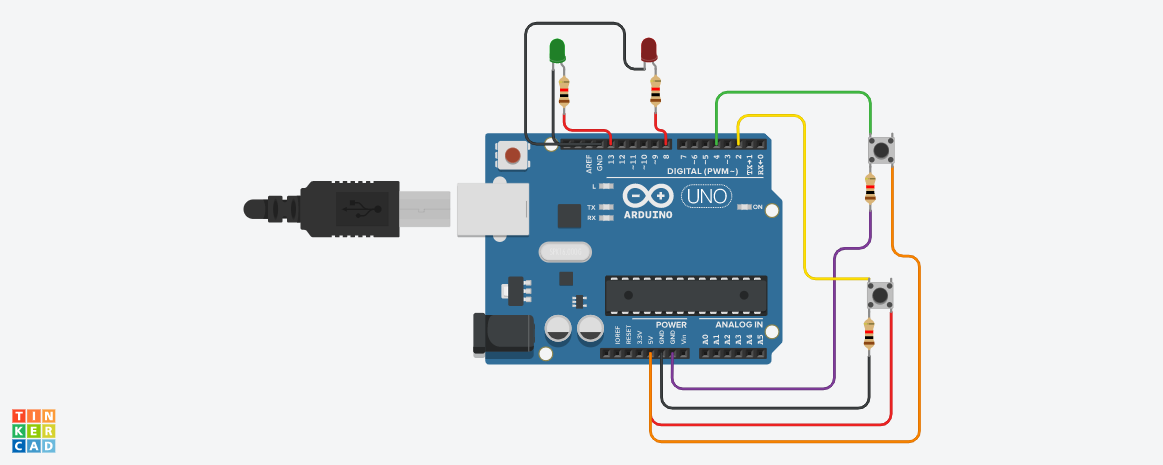 AREF
GND
13
12
~11
~10
~9
8
7
~6
~5
4
~3
2
TX→1
RX←0
DIGITAL (PWM~)
L
TX
RX
ARDUINO
UNO
ON
POWER
ANALOG IN
IOREF
RESET
3.3V
5V
GND
GND
Vin
A0
A1
A2
A3
A4
A5
TIN
KER
CAD